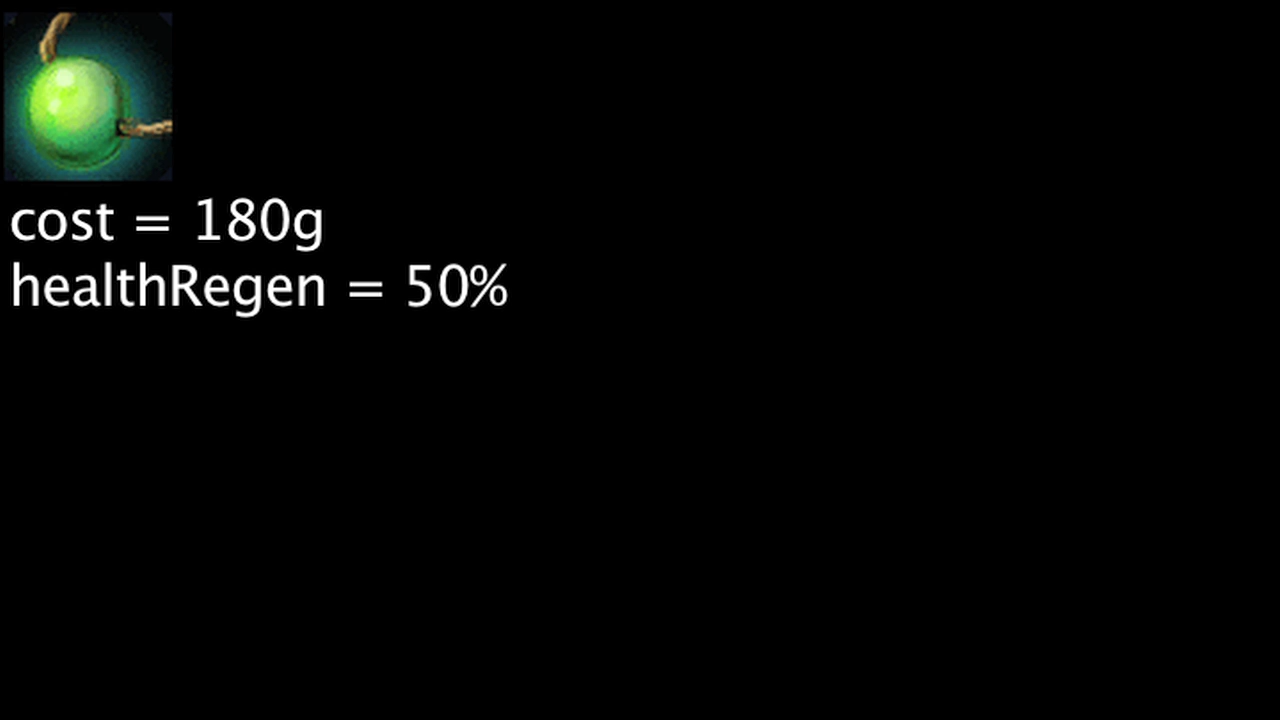 cost = 180g
healthRegen = 50%